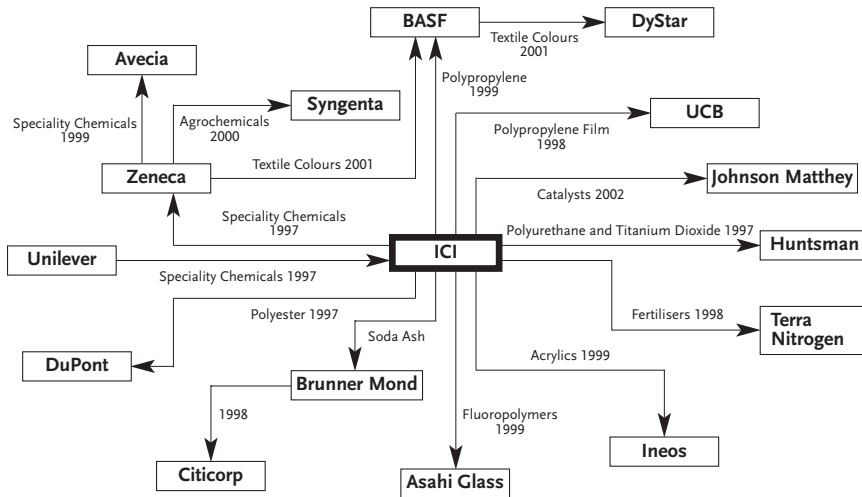 BASF
Textile Colours
2001
DyStar
Avecia
Polypropylene
1999
Speciality Chemicals
1999
Agrochemicals
2000
Syngenta
Polypropylene Film
1998
UCB
Zeneca
Textile Colours 2001
Catalysts 2002
Johnson Matthey
Speciality Chemicals
1997
Polyurethane and Titanium Dioxide 1997
Huntsman
Unilever
Speciality Chemicals 1997
ICI
Polyester 1997
Soda Ash
Fertilisers 1998
Terra
Nitrogen
DuPont
Brunner Mond
Acrylics 1999
1998
Fluoropolymers
1999
Citicorp
Asahi Glass
Ineos